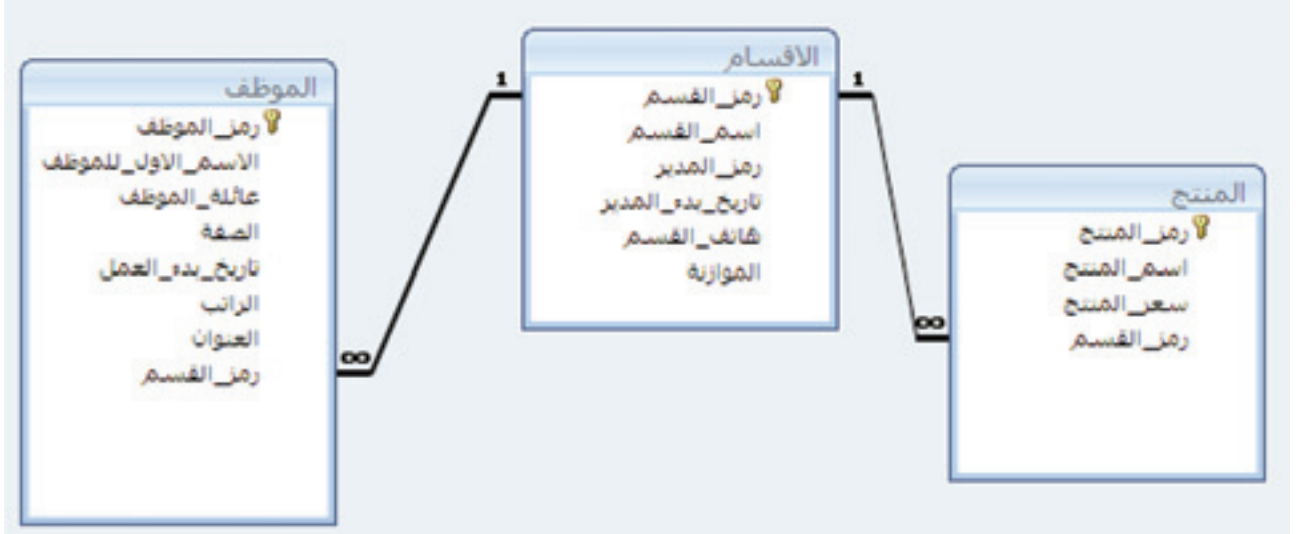 الاقسام
رمز_القسم
اسم_القسم
رمز_المدير
تاريخ_بدء_المدير
هاتف_القسم
الموازنة
الموظف
رمز_الموظف
الاسم_الاول_للموظف
عائلة_الموظف
الصفة
تاريخ_بدء_العمل
الراتب
العنوان
رمز_القسم
المنتج
رمز_المنتج
اسم_المنتج
سعر_المنتج
رمز_القسم
1
1
∞
∞